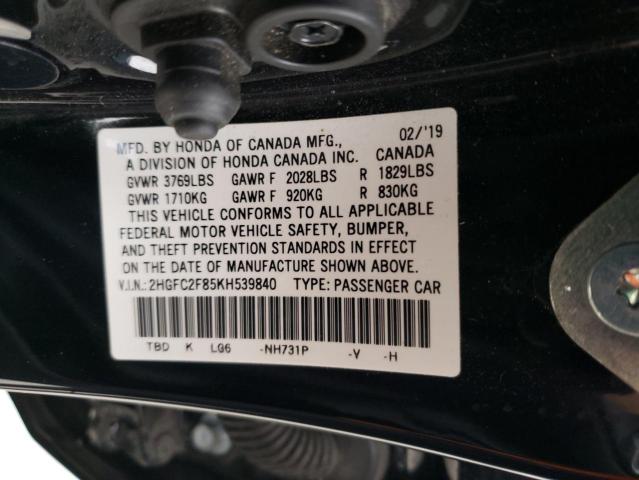 MFD. BY HONDA OF CANADA MFG., 02/'19
A DIVISION OF HONDA CANADA INC. CANADA
GVWR 3769LBS GAWR F 2028LBS R 1829LBS
GVWR 1710KG GAWR F 920KG R 830KG
THIS VEHICLE CONFORMS TO ALL APPLICABLE
FEDERAL MOTOR VEHICLE SAFETY, BUMPER,
AND THEFT PREVENTION STANDARDS IN EFFECT
ON THE DATE OF MANUFACTURE SHOWN ABOVE.
V.I.N.:2HGFC2F85KH539840 TYPE: PASSENGER CAR
TBD K LG6 -NH731P -V -H